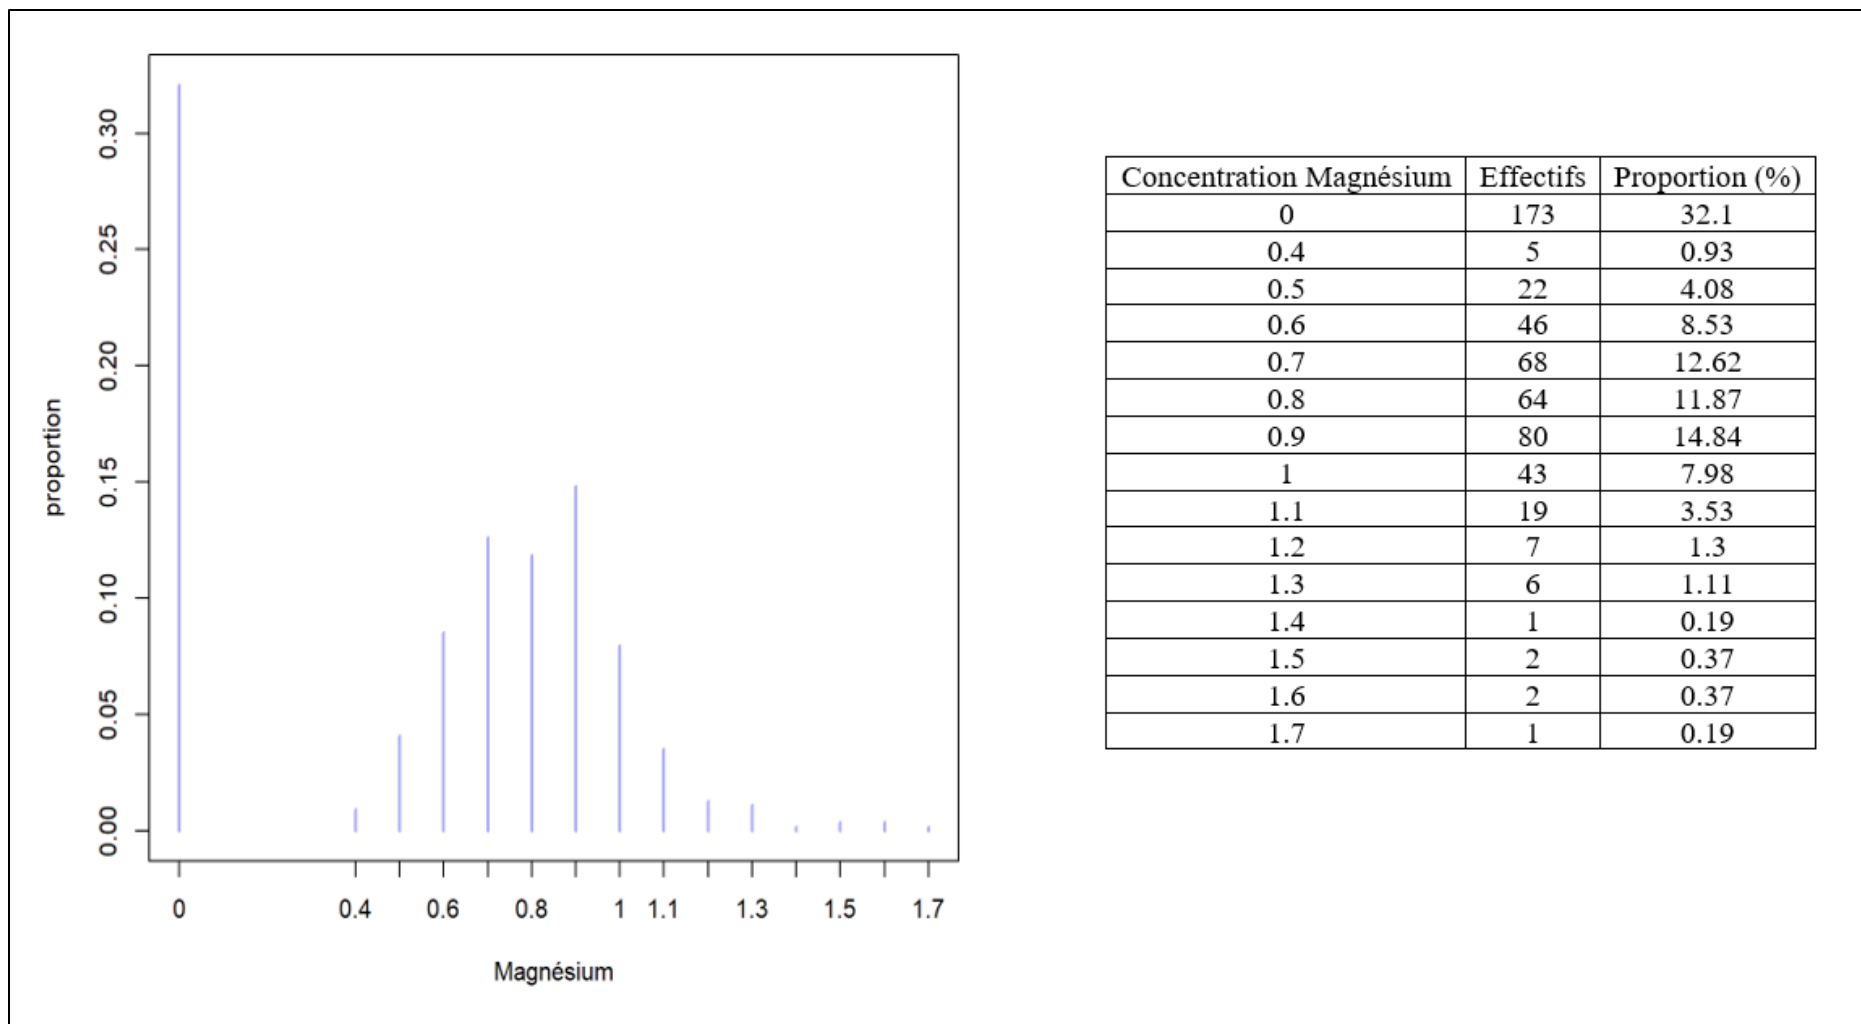 0.30
0.25
0.20
0.15
0.10
0.05
0.00
proportion
0 0.4 0.6 0.8 1 1.1 1.3 1.5 1.7
Magnésium
Concentration Magnésium Effectifs Proportion (%)
0 173 32.1
0.4 5 0.93
0.5 22 4.08
0.6 46 8.53
0.7 68 12.62
0.8 64 11.87
0.9 80 14.84
1 43 7.98
1.1 19 3.53
1.2 7 1.3
1.3 6 1.11
1.4 1 0.19
1.5 2 0.37
1.6 2 0.37
1.7 1 0.19